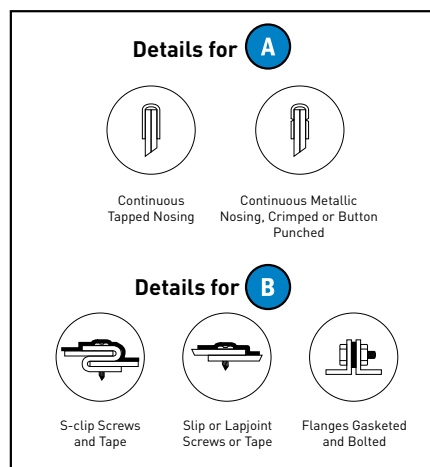 Details for A
Continuous
Tapped Nosing
Continuous Metallic
Nosing, Crimped or Button
Punched
Details for B
S-clip Screws
and Tape
Slip or Lapjoint
Screws or Tape
Flanges Gasketed
and Bolted